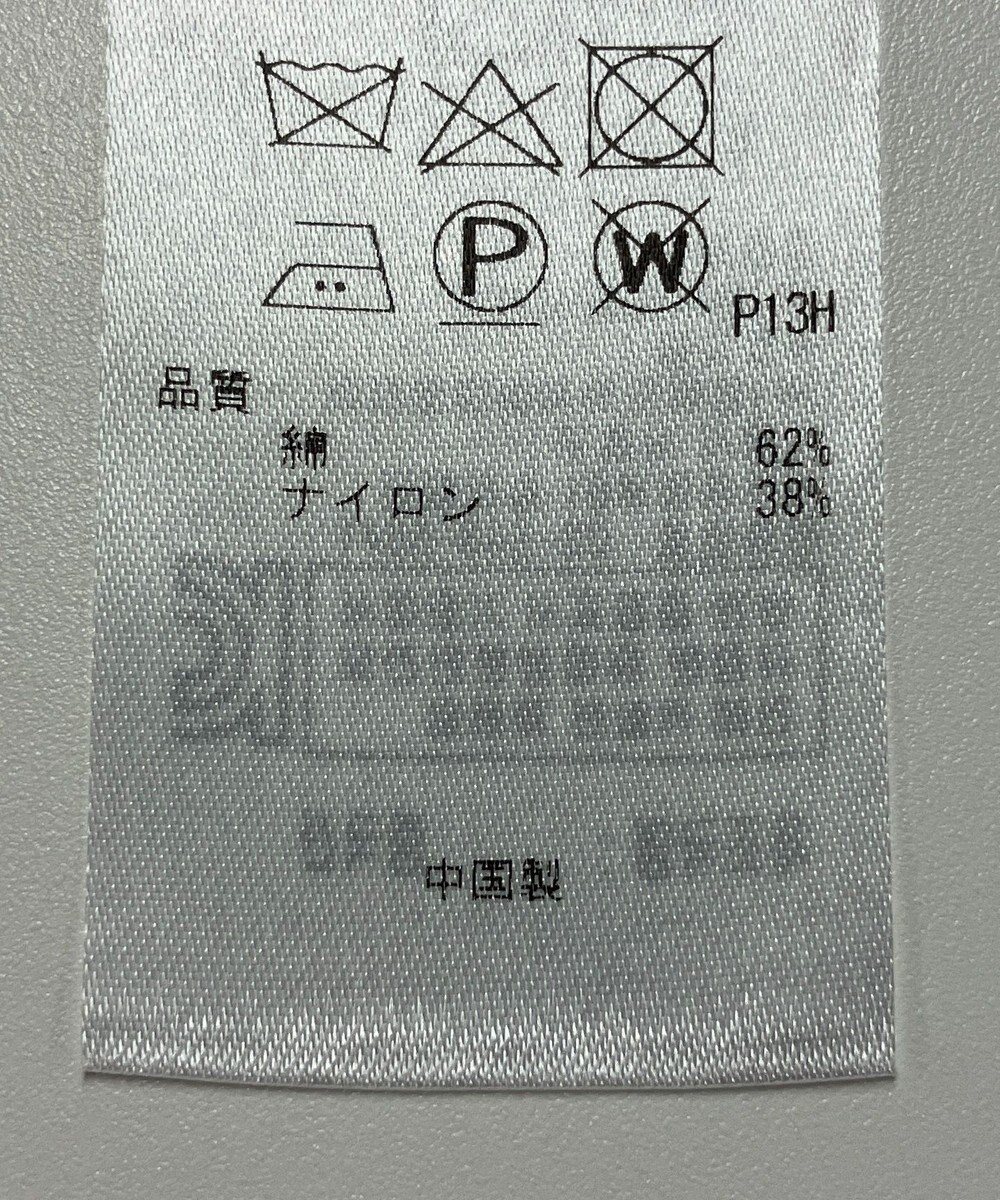 P W P13H
品質
綿 62%
ナイロン 38%
中国製